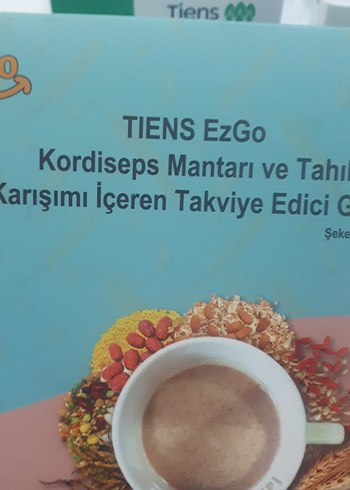 Tiens
TIENS EzGo
Kordiseps Mantarı ve Tahıl
Karışımı İçeren Takviye Edici G
Şeke